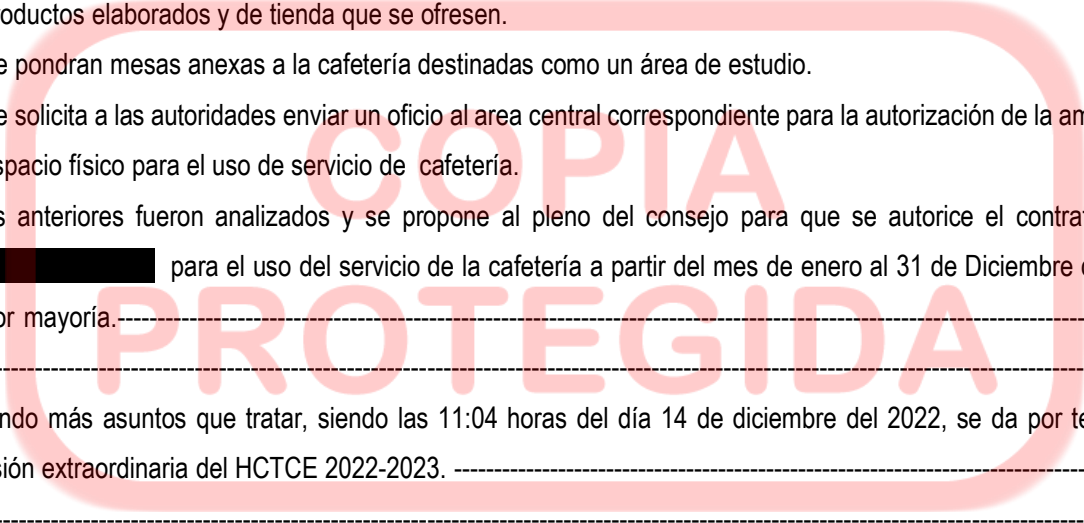 roductos elaborados y de tienda que se ofresen.
e pondran mesas anexas a la cafetería destinadas como un área de estudio.
e solicita a las autoridades enviar un oficio al area central correspondiente para la autorización de la am
spacio físico para el uso de servicio de cafetería.
s anteriores fueron analizados y se propone al pleno del consejo para que se autorice el contra
para el uso del servicio de la cafetería a partir del mes de enero al 31 de Diciembre
or mayoría.------------------------------------------------------------
------------------------------------------------------------
ndo más asuntos que tratar, siendo las 11:04 horas del día 14 de diciembre del 2022, se da por te
sión extraordinaria del HCTCE 2022-2023. ------------------------------------------------------------
------------------------------------------------------------
COPIA
PROTEGIDA